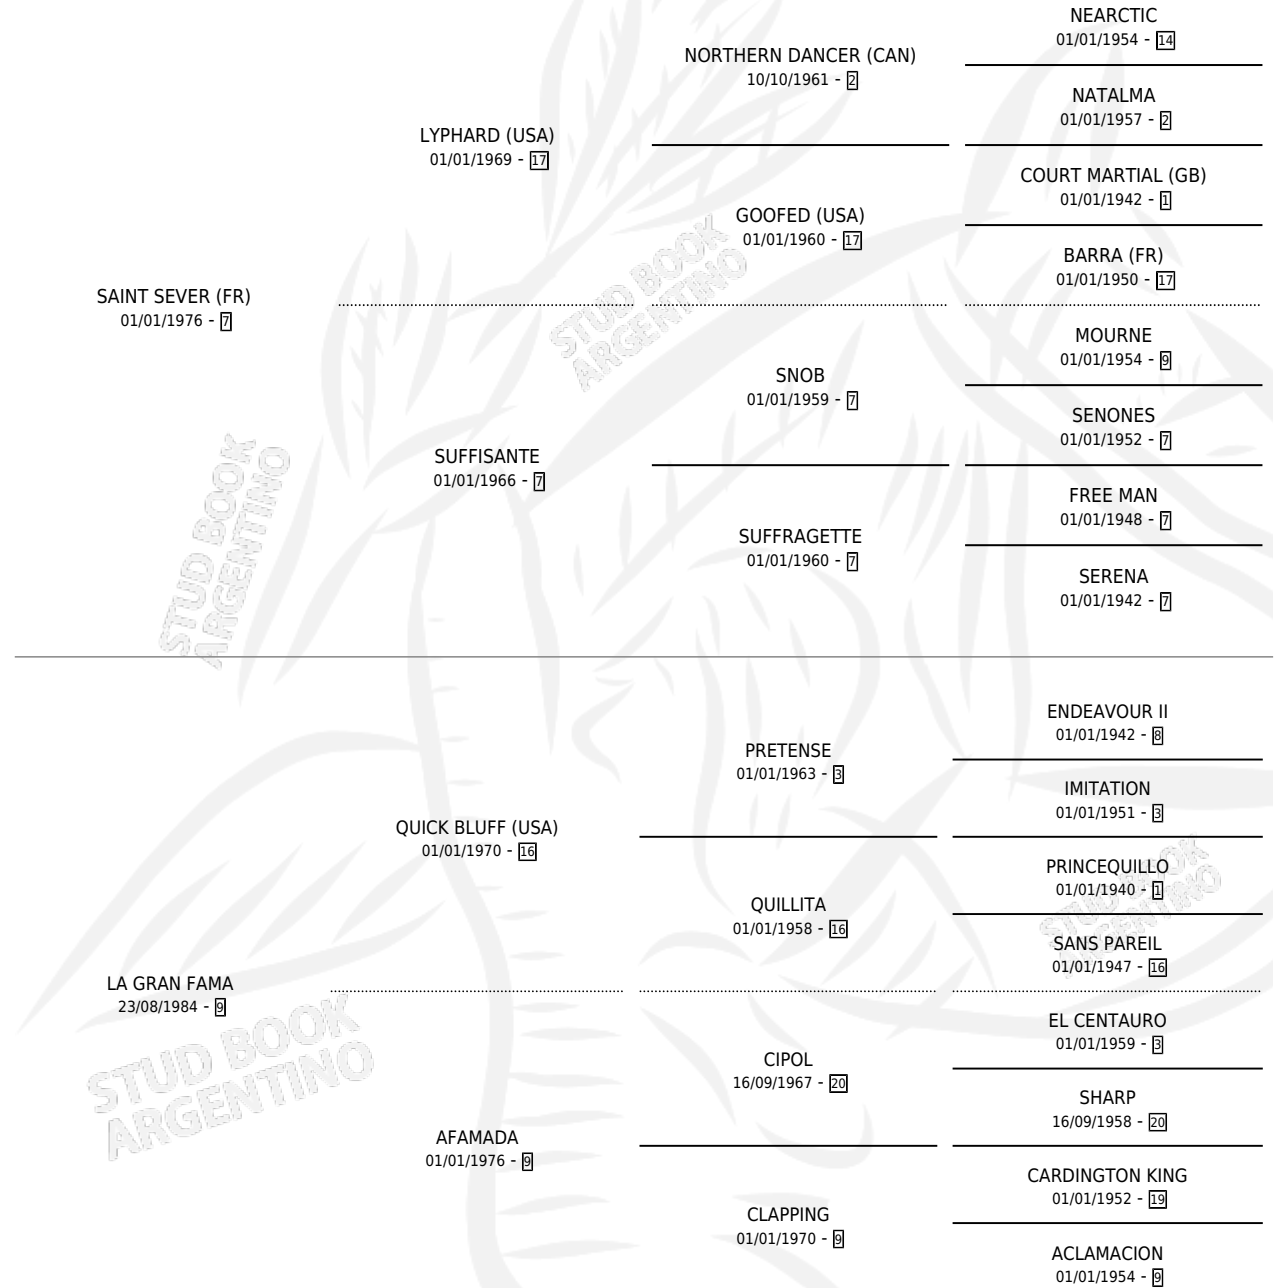 NEARCTIC
01/01/1954 - 14
NORTHERN DANCER (CAN)
10/10/1961 - 2
NATALMA
01/01/1957 - 2
LYPHARD (USA)
01/01/1969 - 17
COURT MARTIAL (GB)
01/01/1942 - 1
GOOFED (USA)
01/01/1960 - 17
BARRA (FR)
01/01/1950 - 17
SAINT SEVER (FR)
01/01/1976 - 7
STUD BOOK
ARGENTINO
MOURNE
01/01/1954 - 9
SNOB
01/01/1959 - 7
SENONES
01/01/1952 - 7
SUFFISANTE
01/01/1966 - 7
FREE MAN
01/01/1948 - 7
SUFFRAGETTE
01/01/1960 - 7
SERENA
01/01/1942 - 7
STUD BOOK
ARGENTINO
ENDEAVOUR II
01/01/1942 - 8
PRETENSE
01/01/1963 - 3
IMITATION
01/01/1951 - 3
QUICK BLUFF (USA)
01/01/1970 - 16
PRINCEQUILLO
01/01/1940 - 1
QUILLITA
01/01/1958 - 16
SANS PAREIL
01/01/1947 - 16
STUD BOOK
ARGENTINO
LA GRAN FAMA
23/08/1984 - 9
EL CENTAURO
01/01/1959 - 3
CIPOL
16/09/1967 - 20
SHARP
16/09/1958 - 20
STUD BOOK
ARGENTINO
AFAMADA
01/01/1976 - 9
CARDINGTON KING
01/01/1952 - 19
CLAPPING
01/01/1970 - 9
ACLAMACION
01/01/1954 - 9